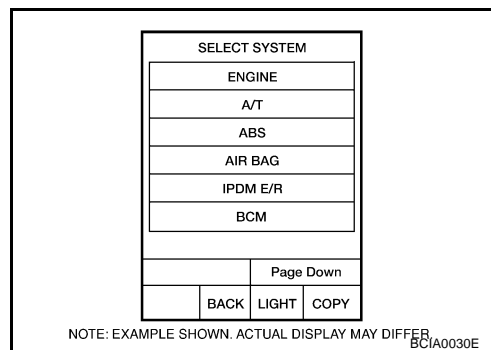 SELECT SYSTEM
ENGINE
A/T
ABS
AIR BAG
IPDM E/R
BCM
Page Down
BACK LIGHT COPY
NOTE: EXAMPLE SHOWN. ACTUAL DISPLAY MAY DIFFER.
BCIA0030E